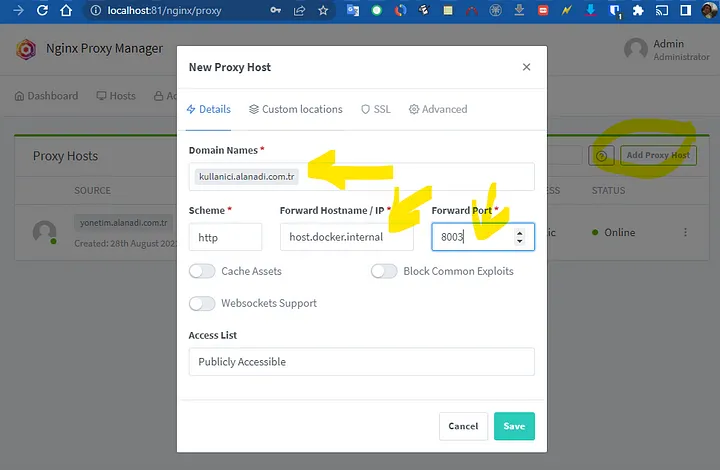 localhost:81/nginx/proxy
Nginx Proxy Manager
Admin
Administrator
Dashboard
Hosts
New Proxy Host
Details
Custom locations
SSL
Advanced
Proxy Hosts
Add Proxy Host
Domain Names *
kullanici.alanadi.com.tr
SOURCE
ACCESS
STATUS
Scheme *
Forward Hostname / IP *
Forward Port *
http
host.docker.internal
8003
yonetim.alanadi.com.tr
Created: 28th August 202
Online
Cache Assets
Block Common Exploits
Websockets Support
Access List
Publicly Accessible
Cancel
Save